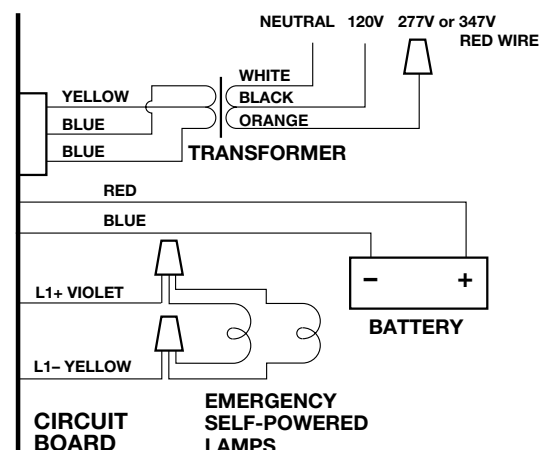 NEUTRAL 120V 277V or 347V
RED WIRE
WHITE
YELLOW
BLACK
BLUE
ORANGE
BLUE
TRANSFORMER
RED
BLUE
– +
L1+ VIOLET
BATTERY
L1– YELLOW
EMERGENCY
SELF-POWERED
LAMPS
CIRCUIT
BOARD